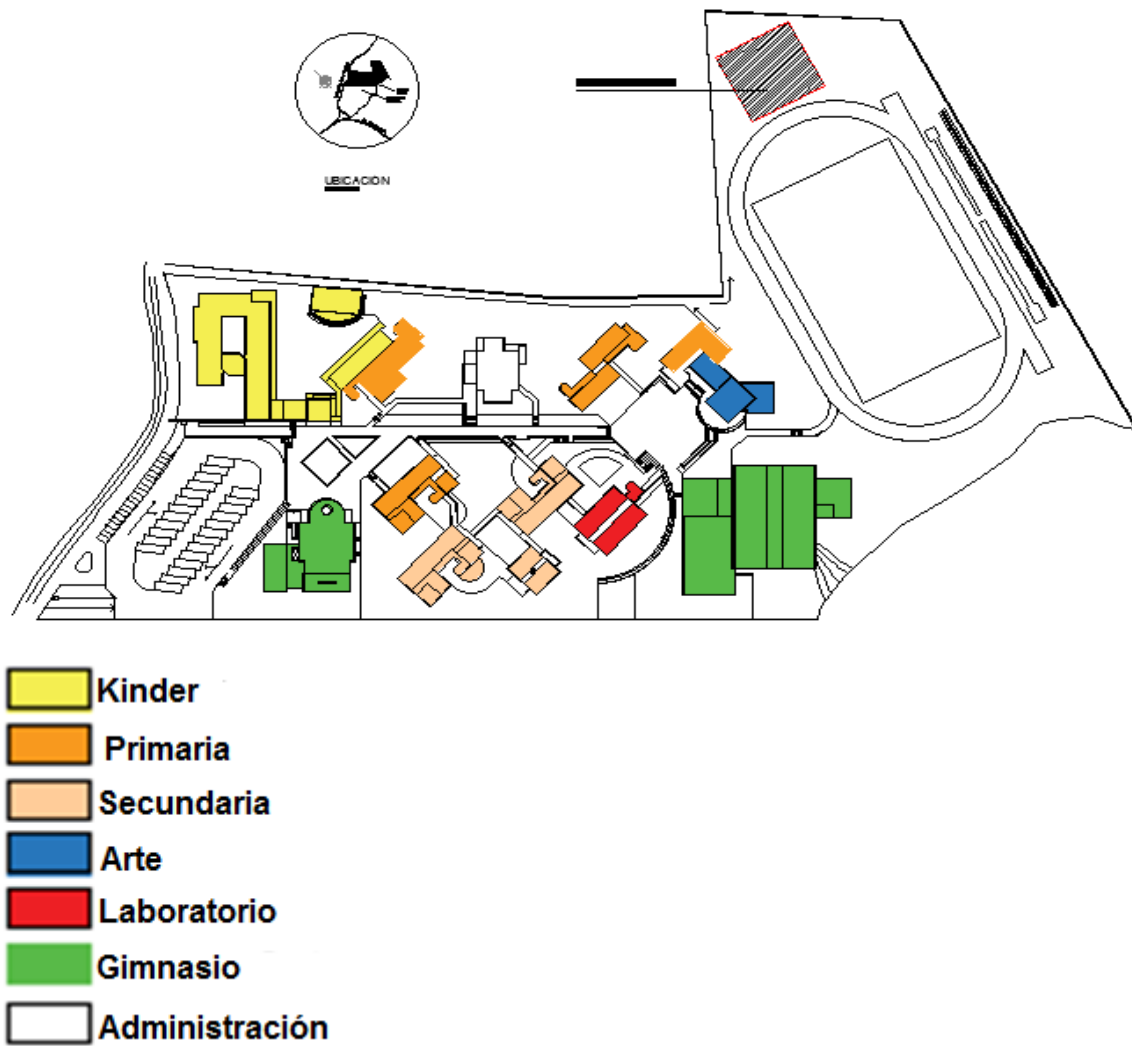 UBICACION
Kinder
Primaria
Secundaria
Arte
Laboratorio
Gimnasio
Administración